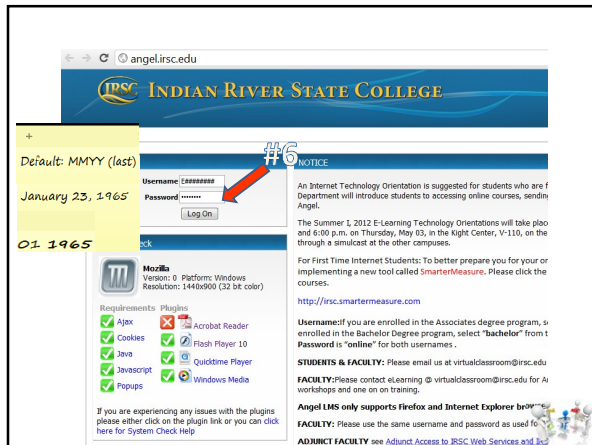 angel.irsc.edu
IRSC INDIAN RIVER STATE COLLEGE
+
Default: MMYY (last)
January 23, 1965
01 1965
#6
Username E########
Password ••••••••
Log On
Mozilla
Version: 0 Platform: Windows
Resolution: 1440x900 (32 bit color)
Requirements Plugins
Ajax Acrobat Reader
Cookies Flash Player 10
Java Quicktime Player
Javascript Windows Media
Popups
If you are experiencing any issues with the plugins
please either click on the plugin link or you can click
here for System Check Help
NOTICE
An Internet Technology Orientation is suggested for students who are f
Department will introduce students to accessing online courses, sending
Angel.
The Summer I, 2012 E-Learning Technology Orientations will take plac
and 6:00 p.m. on Thursday, May 03, in the Kight Center, V-110, on the
through a simulcast at the other campuses.
For First Time Internet Students: To better prepare you for your or
implementing a new tool called SmarterMeasure. Please click the
courses.
http://irsc.smartermeasure.com
Username:If you are enrolled in the Associates degree program, s
enrolled in the Bachelor Degree program, select "bachelor" from t
Password is "online" for both usernames .
STUDENTS & FACULTY: Please email us at virtualclassroom@irsc.edu
FACULTY:Please contact eLearning @ virtualclassroom@irsc.edu for A
workshops and one on on training.
Angel LMS only supports Firefox and Internet Explorer brow
FACULTY: Please use the same username and password as used fo
ADJUNCT FACULTY see Adjunct Access to IRSC Web Services and